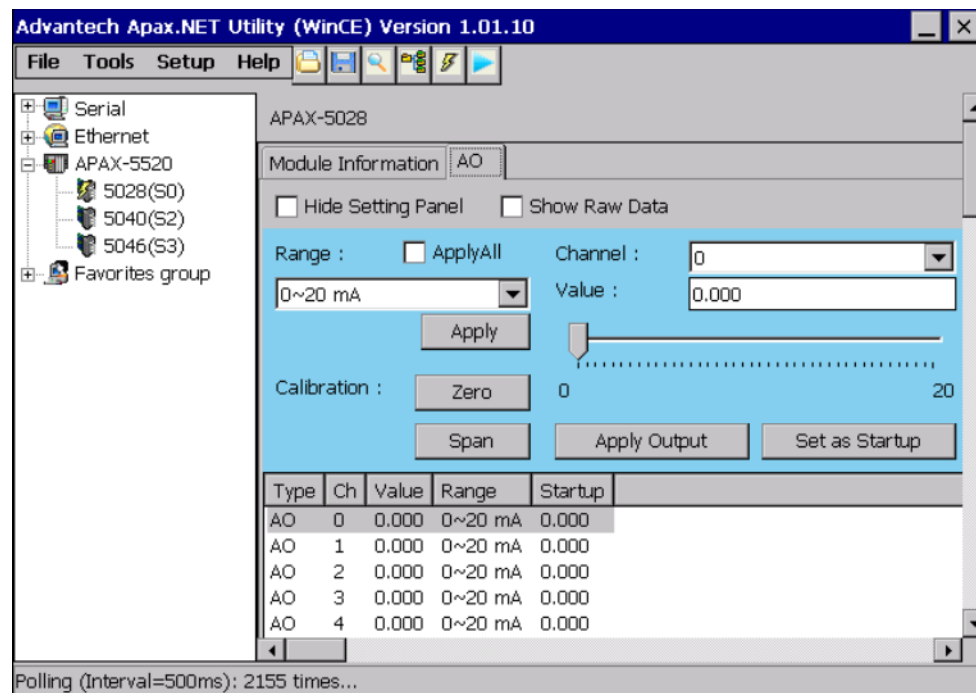 Advantech Apax.NET Utility (WinCE) Version 1.01.10
File Tools Setup Help
Serial
Ethernet
APAX-5520
5028(S0)
5040(S2)
5046(S3)
Favorites group
APAX-5028
Module Information AO
Hide Setting Panel Show Raw Data
Range : ApplyAll Channel : 0
0~20 mA Value : 0.000
Apply
Calibration : Zero 0 20
Span Apply Output Set as Startup
Type Ch Value Range Startup
AO 0 0.000 0~20 mA 0.000
AO 1 0.000 0~20 mA 0.000
AO 2 0.000 0~20 mA 0.000
AO 3 0.000 0~20 mA 0.000
AO 4 0.000 0~20 mA 0.000
Polling (Interval=500ms): 2155 times...